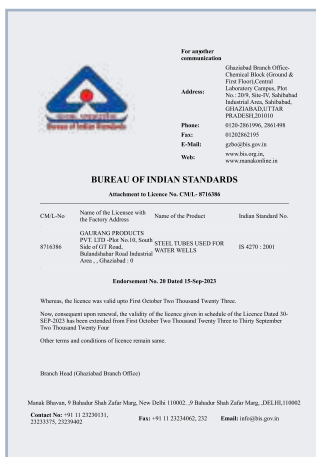 For any other
communication
Address:
Ghaziabad Branch Office-
Chemical Block (Ground &
First Floor),Central
Laboratory Campus, Plot
No.: 20/9, Site-IV, Sahibabad
Industrial Area, Sahibabad,
GHAZIABAD,UTTAR
PRADESH,201010
Phone: 0120-2861996, 2861498
Fax: 01202862195
E-Mail: gzbo@bis.gov.in
Web: www.bis.org.in,
www.manakonline.in
Bureau of Indian Standards
BUREAU OF INDIAN STANDARDS
Attachment to Licence No. CM/L- 8716386
CM/L-No Name of the Licensee with
the Factory Address Name of the Product Indian Standard No.
8716386
GAURANG PRODUCTS
PVT. LTD -Plot No.10, South
Side of GT Road,
Bulandshahar Road Industrial
Area , , Ghaziabad : 0
STEEL TUBES USED FOR
WATER WELLS
IS 4270 : 2001
Endorsement No. 20 Dated 15-Sep-2023
Whereas, the licence was valid upto First October Two Thousand Twenty Three.
Now, consequent upon renewal, the validity of the licence given in schedule of the Licence Dated 30-
SEP-2023 has been extended from First October Two Thousand Twenty Three to Thirty September
Two Thousand Twenty Four
Other terms and conditions of licence remain same.
Branch Head (Ghaziabad Branch Office)
Manak Bhavan, 9 Bahadur Shah Zafar Marg, New Delhi 110002. ,9 Bahadur Shah Zafar Marg, ,DELHI,110002
Contact No: +91 11 23230131,
23233375, 23239402
Fax: +91 11 23234062, 232
Email: info@bis.gov.in